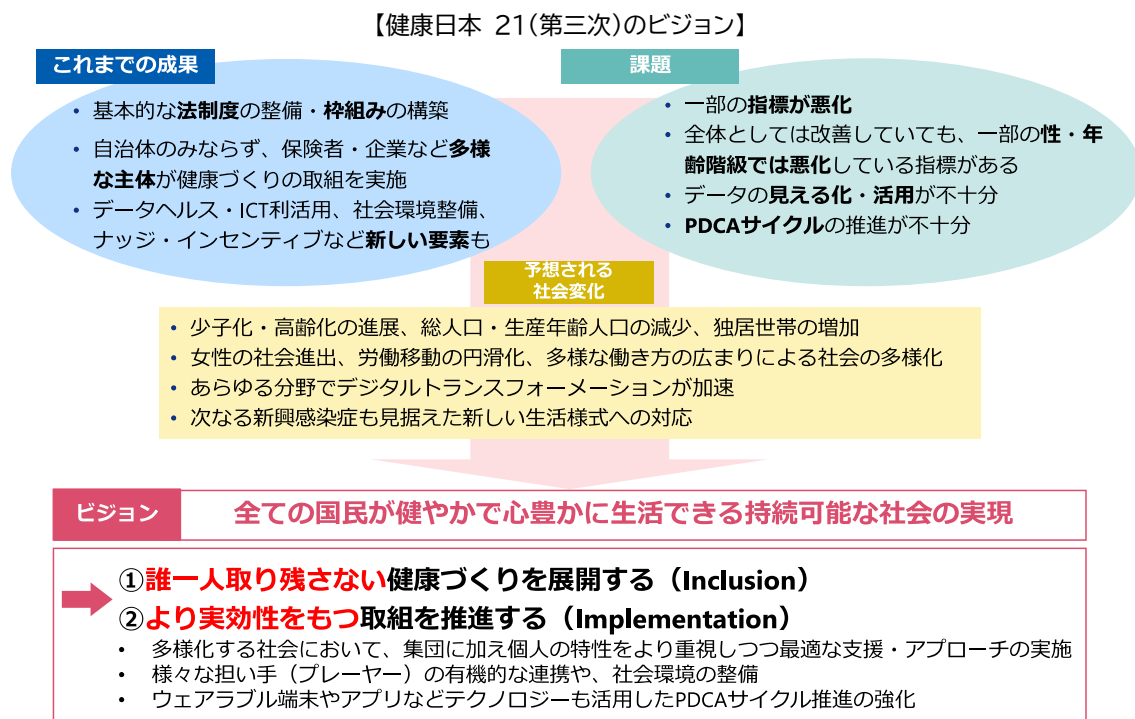 【健康日本 21(第三次)のビジョン】
これまでの成果
• 基本的な法制度の整備・枠組みの構築
• 自治体のみならず、保険者・企業など多様
な主体が健康づくりの取組を実施
• データヘルス・ICT利活用、社会環境整備、
ナッジ・インセンティブなど新しい要素も
課題
• 一部の指標が悪化
• 全体としては改善していても、一部の性・年
齢階級では悪化している指標がある
• データの見える化・活用が不十分
• PDCAサイクルの推進が不十分
予想される
社会変化
• 少子化・高齢化の進展、総人口・生産年齢人口の減少、独居世帯の増加
• 女性の社会進出、労働移動の円滑化、多様な働き方の広まりによる社会の多様化
• あらゆる分野でデジタルトランスフォーメーションが加速
• 次なる新興感染症も見据えた新しい生活様式への対応
ビジョン
全ての国民が健やかで心豊かに生活できる持続可能な社会の実現
①誰一人取り残さない健康づくりを展開する（Inclusion）
②より実効性をもつ取組を推進する（Implementation）
• 多様化する社会において、集団に加え個人の特性をより重視しつつ最適な支援・アプローチの実施
• 様々な担い手（プレーヤー）の有機的な連携や、社会環境の整備
• ウェアラブル端末やアプリなどテクノロジーも活用したPDCAサイクル推進の強化